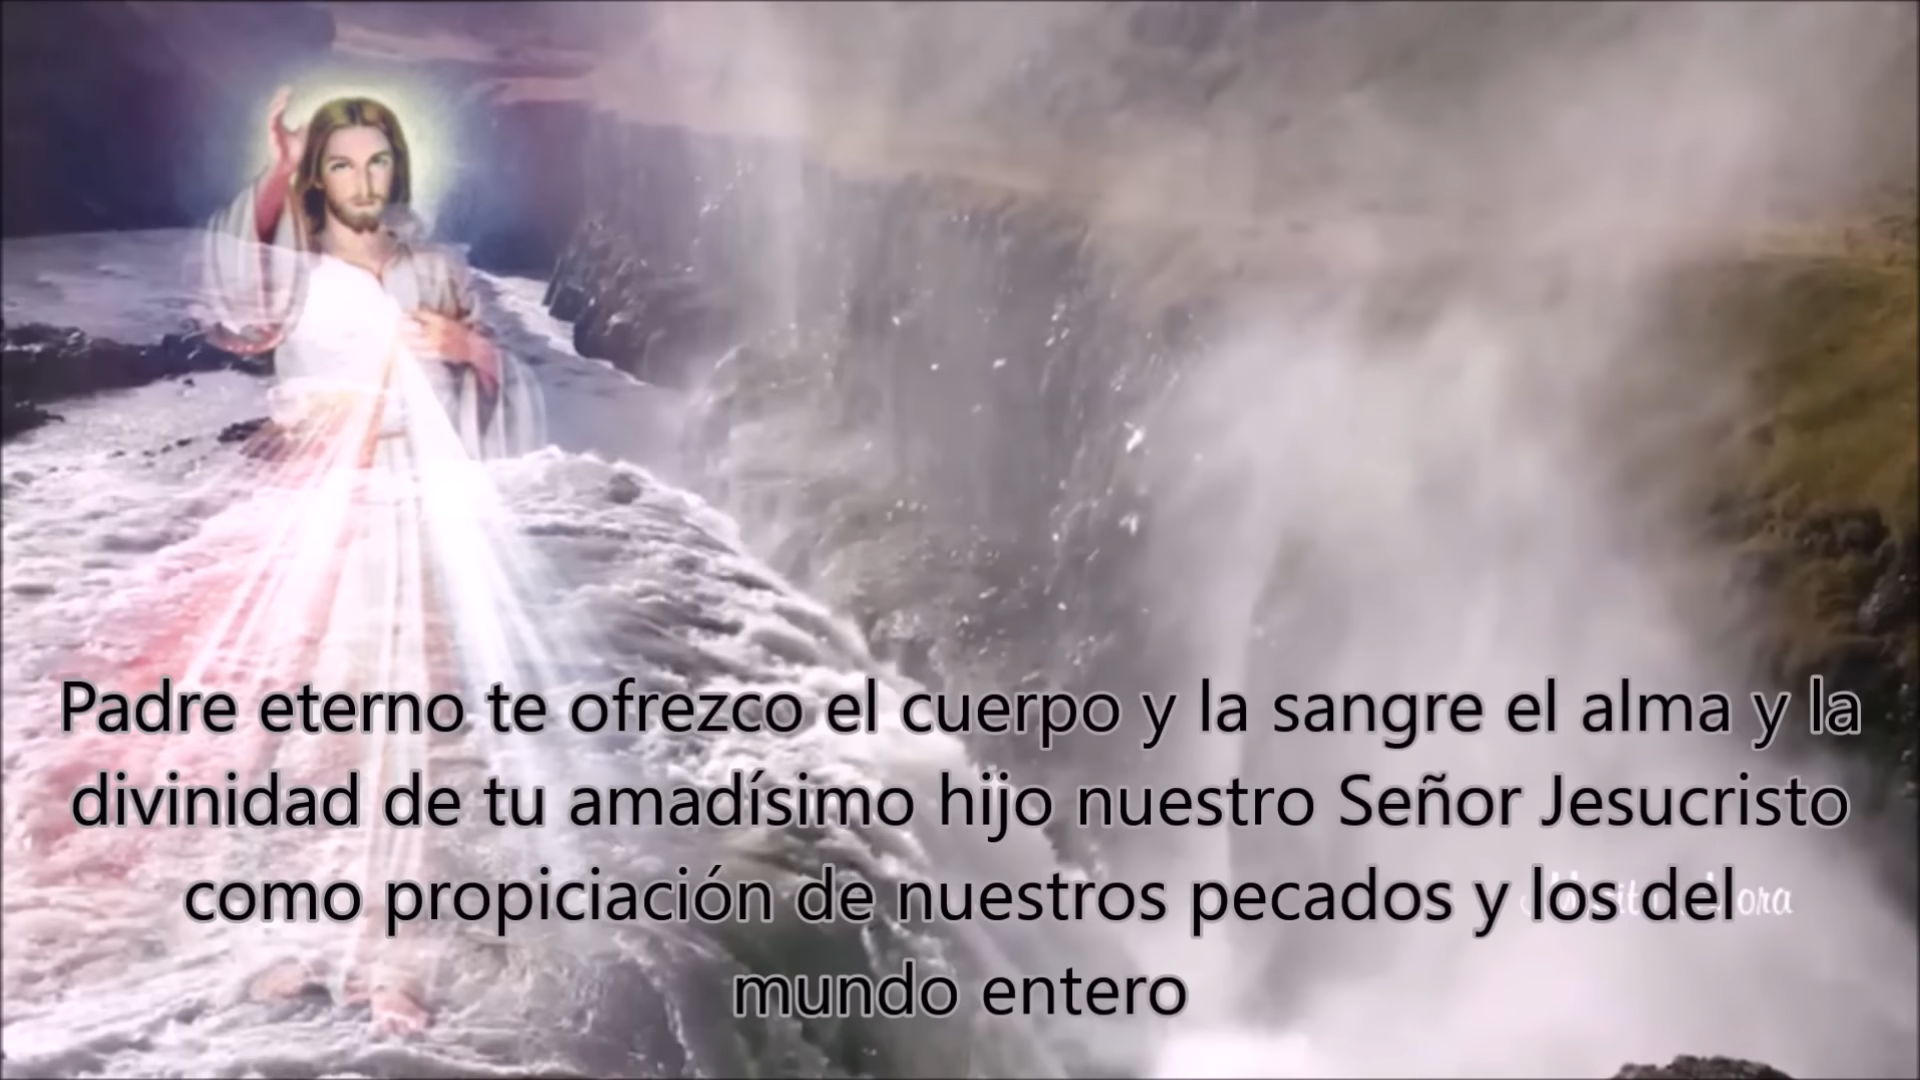 Padre eterno te ofrezco el cuerpo y la sangre el alma y la
divinidad de tu amadísimo hijo nuestro Señor Jesucristo
como propiciación de nuestros pecados y los del
mundo entero